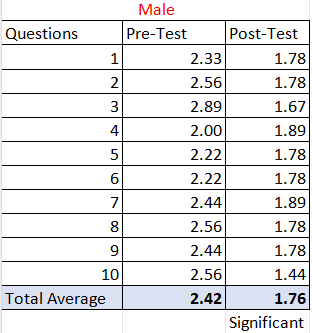 Male
Questions Pre-Test Post-Test
1 2.33 1.78
2 2.56 1.78
3 2.89 1.67
4 2.00 1.89
5 2.22 1.78
6 2.22 1.78
7 2.44 1.89
8 2.56 1.78
9 2.44 1.78
10 2.56 1.44
Total Average 2.42 1.76
Significant